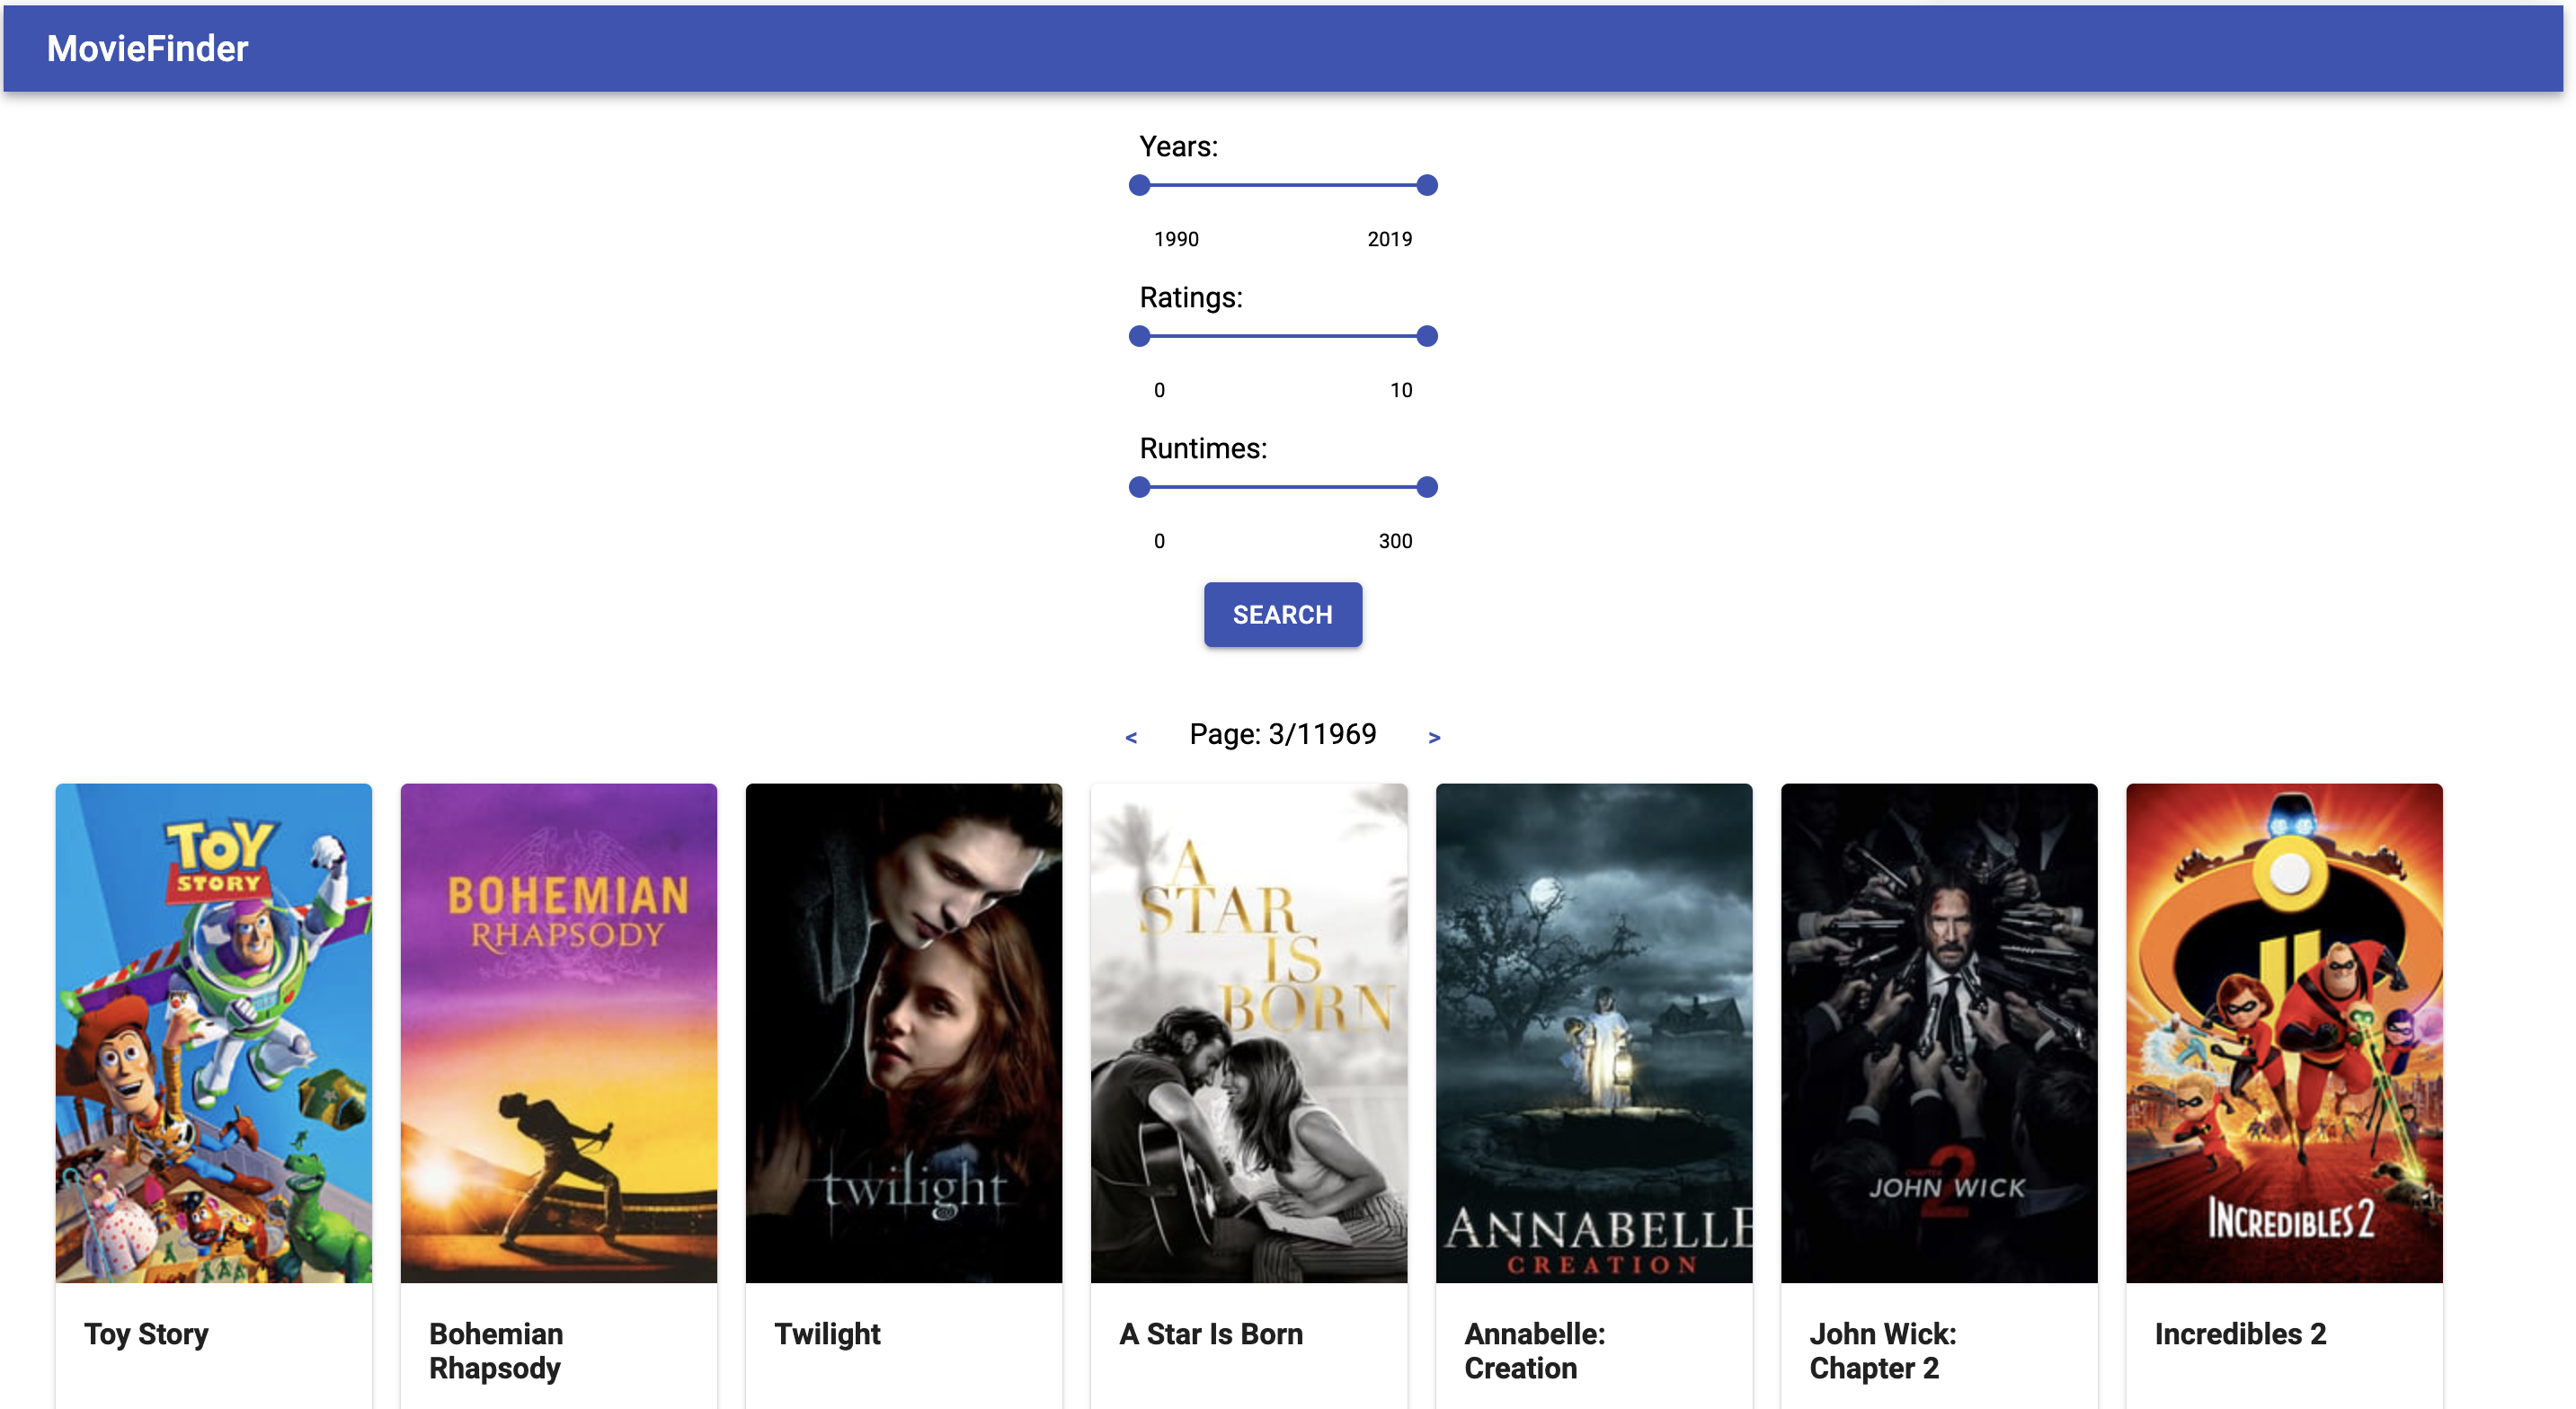 MovieFinder
Years:
1990 2019
Ratings:
0 10
Runtimes:
0 300
SEARCH
< Page: 3/11969 >
TOY
STORY
BOHEMIAN
RHAPSODY
twilight
A
STAR
IS
BORN
ANNABELLE
CREATION
CHAPTER
2
JOHN WICK
INCREDIBLES 2
Toy Story
Bohemian
Rhapsody
Twilight
A Star Is Born
Annabelle:
Creation
John Wick:
Chapter 2
Incredibles 2